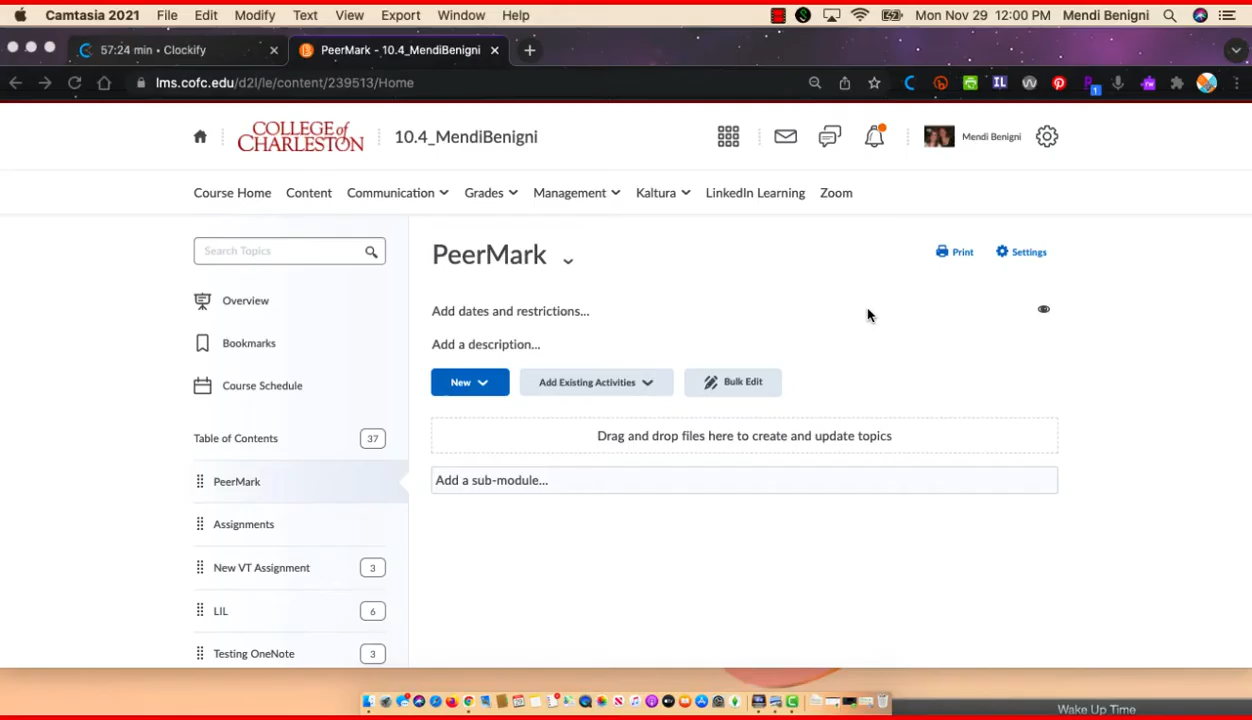 Camtasia 2021 File Edit Modify Text View Export Window Help Mon Nov 29 12:00 PM Mendi Benigni
57:24 min • Clockify PeerMark - 10.4_MendiBenigni
lms.cofc.edu/d2l/le/content/239513/Home
COLLEGE of
CHARLESTON
10.4_MendiBenigni
Mendi Benigni
Course Home Content Communication Grades Management Kaltura LinkedIn Learning Zoom
Search Topics
Overview
Bookmarks
Course Schedule
Table of Contents 37
PeerMark
Assignments
New VT Assignment 3
LIL 6
Testing OneNote 3
PeerMark
Print Settings
Add dates and restrictions...
Add a description...
New Add Existing Activities Bulk Edit
Drag and drop files here to create and update topics
Add a sub-module...
Wake Up Time